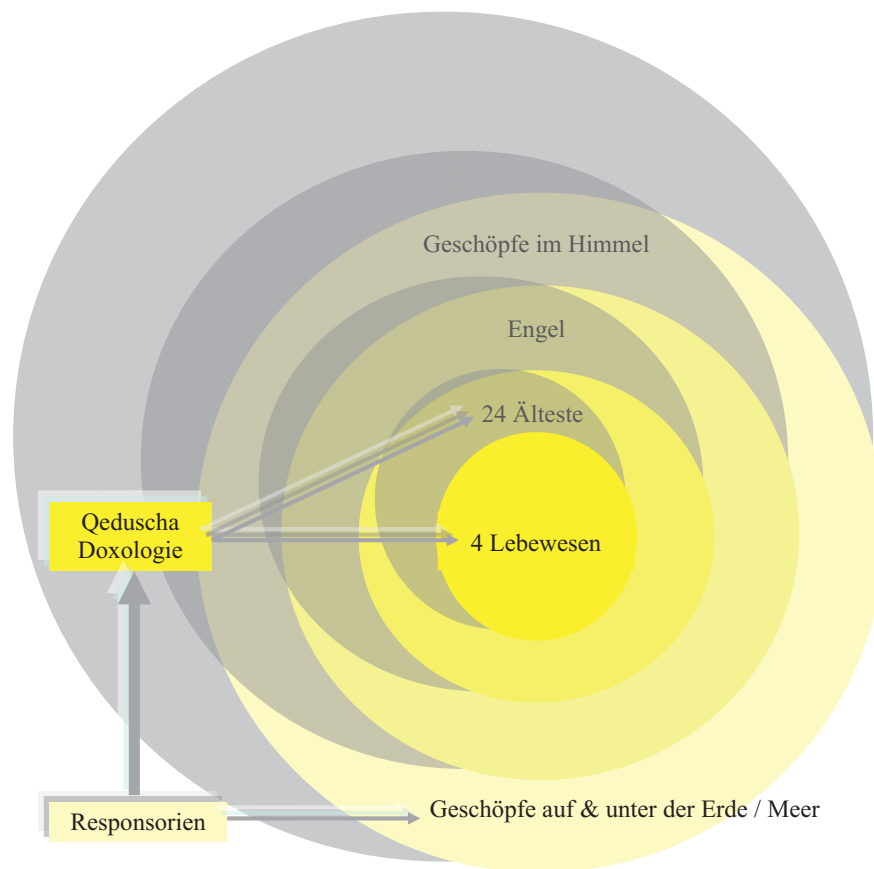 Geschöpfe im Himmel
Engel
24 Älteste
Qeduscha
Doxologie
4 Lebewesen
Geschöpfe auf & unter der Erde / Meer
Responsorien